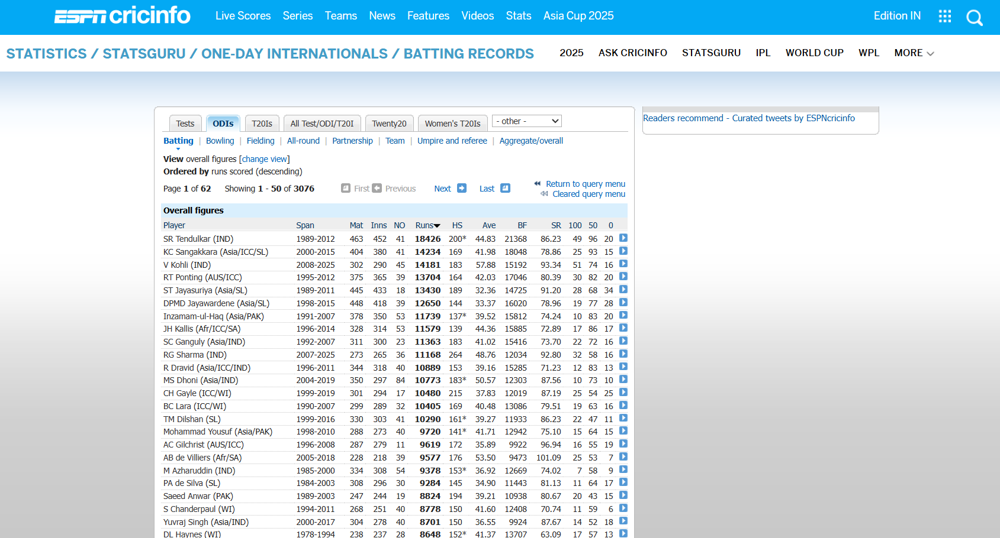 ESPN cricinfo Live Scores Series Teams News Features Videos Stats Asia Cup 2025 Edition IN
STATISTICS / STATSGURU / ONE-DAY INTERNATIONALS / BATTING RECORDS 2025 ASK CRICINFO STATSGURU IPL WORLD CUP WPL MORE
Tests ODIs T20Is All Test/ODI/T20I Twenty20 Women's T20Is - other -
Readers recommend - Curated tweets by ESPNcricinfo
Batting | Bowling | Fielding | All-round | Partnership | Team | Umpire and referee | Aggregate/overall
View overall figures [change view]
Ordered by runs scored (descending)
Page 1 of 62 Showing 1 - 50 of 3076 First Previous Next Last Return to query menu
Cleared query menu
Overall figures
Player Span Mat Inns NO Runs HS Ave BF SR 100 50 0
SR Tendulkar (IND) 1989-2012 463 452 41 18426 200* 44.83 21368 86.23 49 96 20
KC Sangakkara (Asia/ICC/SL) 2000-2015 404 380 41 14234 169 41.98 18048 78.86 25 93 15
V Kohli (IND) 2008-2025 302 290 45 14181 183 57.88 15192 93.34 51 74 16
RT Ponting (AUS/ICC) 1995-2012 375 365 39 13704 164 42.03 17046 80.39 30 82 20
ST Jayasuriya (Asia/SL) 1989-2011 445 433 18 13430 189 32.36 14725 91.20 28 68 34
DPMD Jayawardene (Asia/SL) 1998-2015 448 418 39 12650 144 33.37 16020 78.96 19 77 28
Inzamam-ul-Haq (Asia/PAK) 1991-2007 378 350 53 11739 137* 39.52 15812 74.24 10 83 20
JH Kallis (Afr/ICC/SA) 1996-2014 328 314 53 11579 139 44.36 15885 72.89 17 86 17
SC Ganguly (Asia/IND) 1992-2007 311 300 23 11363 183 41.02 15416 73.70 22 72 16
RG Sharma (IND) 2007-2025 273 265 36 11168 264 48.76 12034 92.80 32 58 16
R Dravid (Asia/ICC/IND) 1996-2011 344 318 40 10889 153 39.16 15285 71.23 12 83 13
MS Dhoni (Asia/IND) 2004-2019 350 297 84 10773 183* 50.57 12303 87.56 10 73 10
CH Gayle (ICC/WI) 1999-2019 301 294 17 10480 215 37.83 12019 87.19 25 54 25
BC Lara (ICC/WI) 1990-2007 299 289 32 10405 169 40.48 13086 79.51 19 63 16
TM Dilshan (SL) 1999-2016 330 303 41 10290 161* 39.27 11933 86.23 22 47 11
Mohammad Yousuf (Asia/PAK) 1998-2010 288 273 40 9720 141* 41.71 12942 75.10 15 64 15
AC Gilchrist (AUS/ICC) 1996-2008 287 279 11 9619 172 35.89 9922 96.94 16 55 19
AB de Villiers (Afr/SA) 2005-2018 228 218 39 9577 176 53.50 9473 101.09 25 53 7
M Azharuddin (IND) 1985-2000 334 308 54 9378 153* 36.92 12669 74.02 7 58 9
PA de Silva (SL) 1984-2003 308 296 30 9284 145 34.90 11443 81.13 11 64 17
Saeed Anwar (PAK) 1989-2003 247 244 19 8824 194 39.21 10938 80.67 20 43 15
S Chanderpaul (WI) 1994-2011 268 251 40 8778 150 41.60 12408 70.74 11 59 6
Yuvraj Singh (Asia/IND) 2000-2017 304 278 40 8701 150 36.55 9924 87.67 14 52 18
DL Haynes (WI) 1978-1994 238 237 28 8648 152* 41.37 13707 63.09 17 57 13